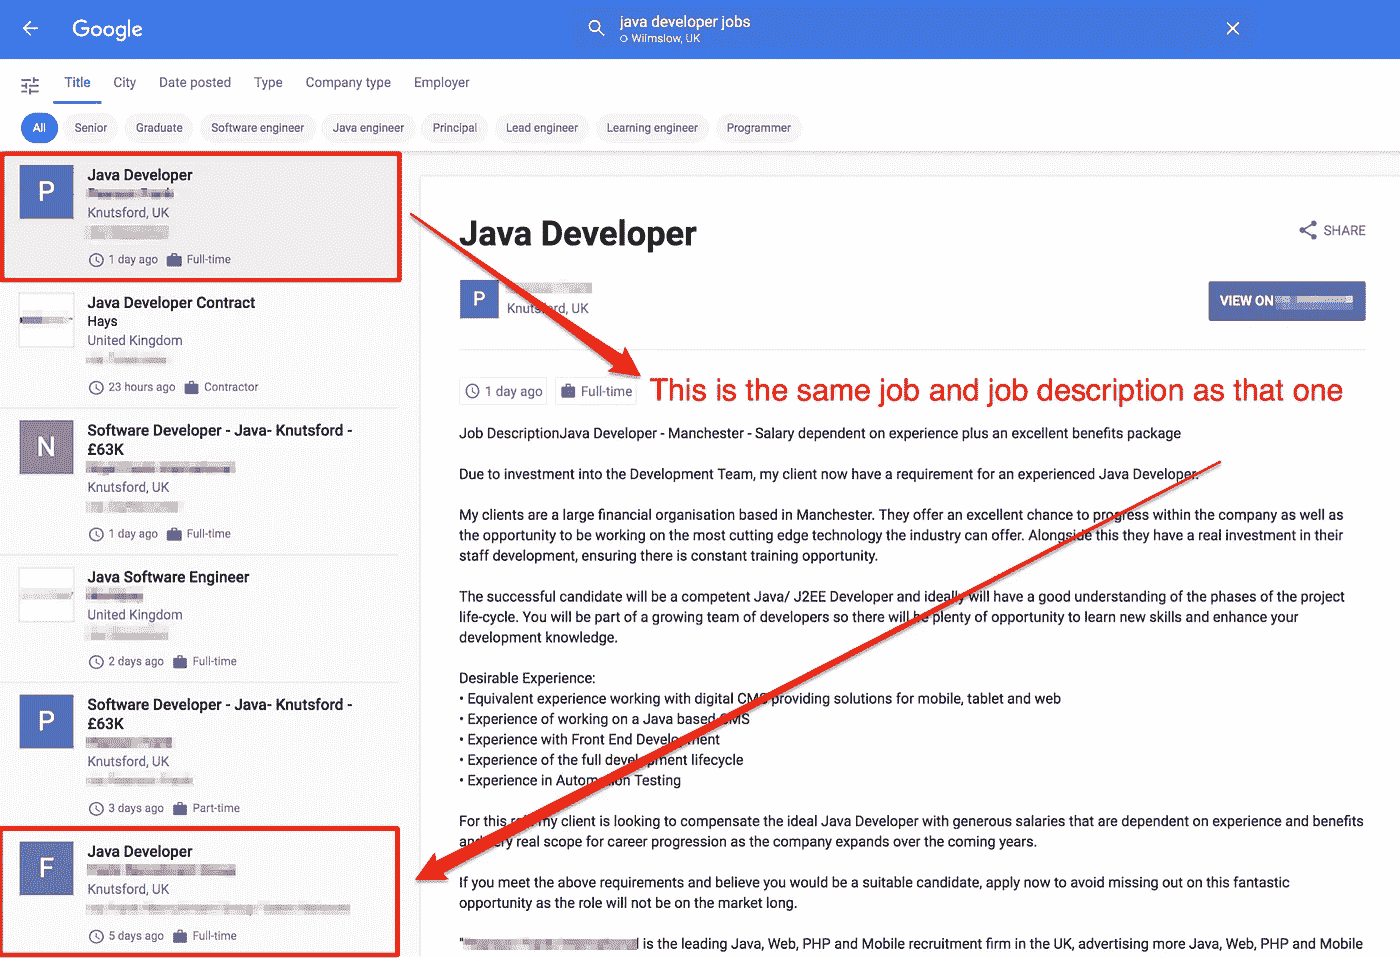 Google
java developer jobs
Wilmslow, UK
Title City Date posted Type Company type Employer
All Senior Graduate Software engineer Java engineer Principal Lead engineer Learning engineer Programmer
P
Java Developer
Knutsford, UK
1 day ago Full-time
Java Developer Contract
Hays
United Kingdom
23 hours ago Contractor
N
Software Developer - Java- Knutsford -
£63K
Knutsford, UK
1 day ago Full-time
Java Software Engineer
United Kingdom
2 days ago Full-time
P
Software Developer - Java- Knutsford -
£63K
Knutsford, UK
3 days ago Part-time
F
Java Developer
Knutsford, UK
5 days ago Full-time
Java Developer
SHARE
P
Knutsford, UK
VIEW ON
1 day ago Full-time
This is the same job and job description as that one
Job DescriptionJava Developer - Manchester - Salary dependent on experience plus an excellent benefits package
Due to investment into the Development Team, my client now have a requirement for an experienced Java Developer.
My clients are a large financial organisation based in Manchester. They offer an excellent chance to progress within the company as well as
the opportunity to be working on the most cutting edge technology the industry can offer. Alongside this they have a real investment in their
staff development, ensuring there is constant training opportunity.
The successful candidate will be a competent Java/ J2EE Developer and ideally will have a good understanding of the phases of the project
life-cycle. You will be part of a growing team of developers so there will be plenty of opportunity to learn new skills and enhance your
development knowledge.
Desirable Experience:
• Equivalent experience working with digital CMS providing solutions for mobile, tablet and web
• Experience of working on a Java based CMS
• Experience with Front End Development
• Experience of the full development lifecycle
• Experience in Automation Testing
For this role my client is looking to compensate the ideal Java Developer with generous salaries that are dependent on experience and benefits
and very real scope for career progression as the company expands over the coming years.
If you meet the above requirements and believe you would be a suitable candidate, apply now to avoid missing out on this fantastic
opportunity as the role will not be on the market long.
" is the leading Java, Web, PHP and Mobile recruitment firm in the UK, advertising more Java, Web, PHP and Mobile